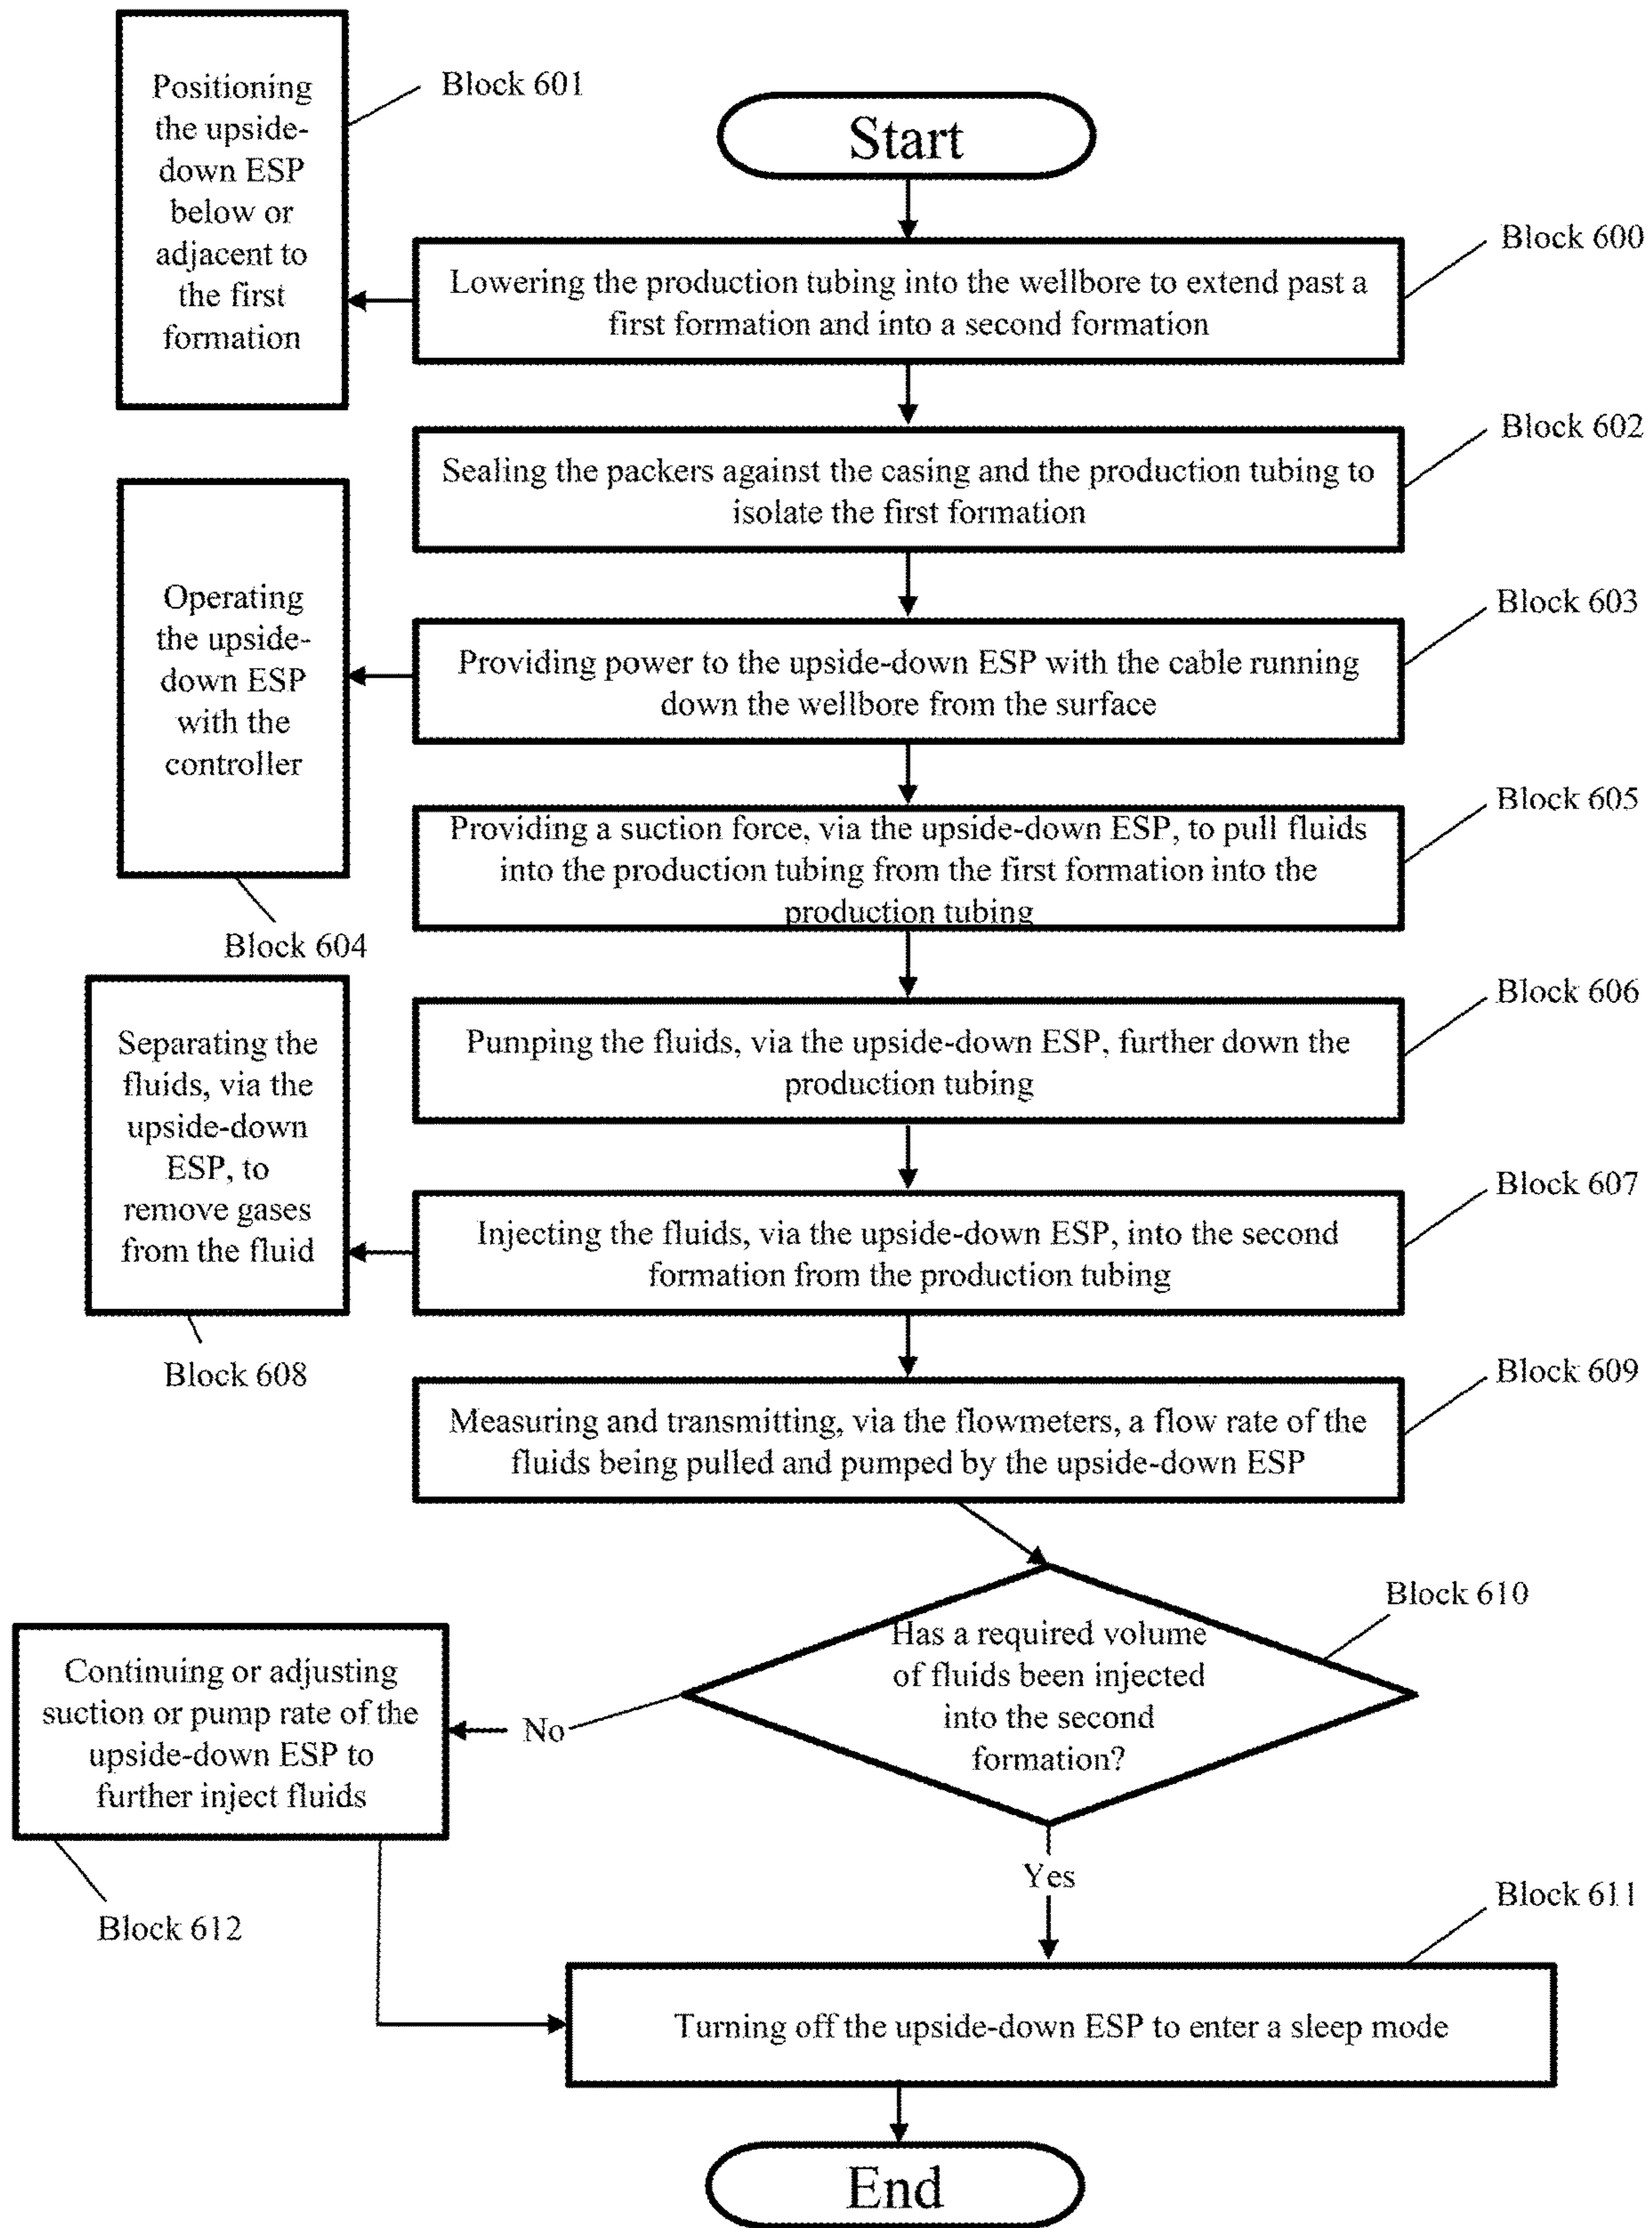 Positioning
the upside-
down ESP
below or
adjacent to
the first
formation
Block 601
Start
Block 600
Lowering the production tubing into the wellbore to extend past a
first formation and into a second formation
Block 602
Sealing the packers against the casing and the production tubing to
isolate the first formation
Block 603
Providing power to the upside-down ESP with the cable running
down the wellbore from the surface
Operating
the upside-
down ESP
with the
controller
Block 604
Block 605
Providing a suction force, via the upside-down ESP, to pull fluids
into the production tubing from the first formation into the
production tubing
Block 606
Pumping the fluids, via the upside-down ESP, further down the
production tubing
Block 607
Injecting the fluids, via the upside-down ESP, into the second
formation from the production tubing
Separating the
fluids, via the
upside-down
ESP, to
remove gases
from the fluid
Block 608
Block 609
Measuring and transmitting, via the flowmeters, a flow rate of the
fluids being pulled and pumped by the upside-down ESP
Block 610
Has a required volume
of fluids been injected
into the second
formation?
No
Continuing or adjusting
suction or pump rate of the
upside-down ESP to
further inject fluids
Block 612
Yes
Block 611
Turning off the upside-down ESP to enter a sleep mode
End